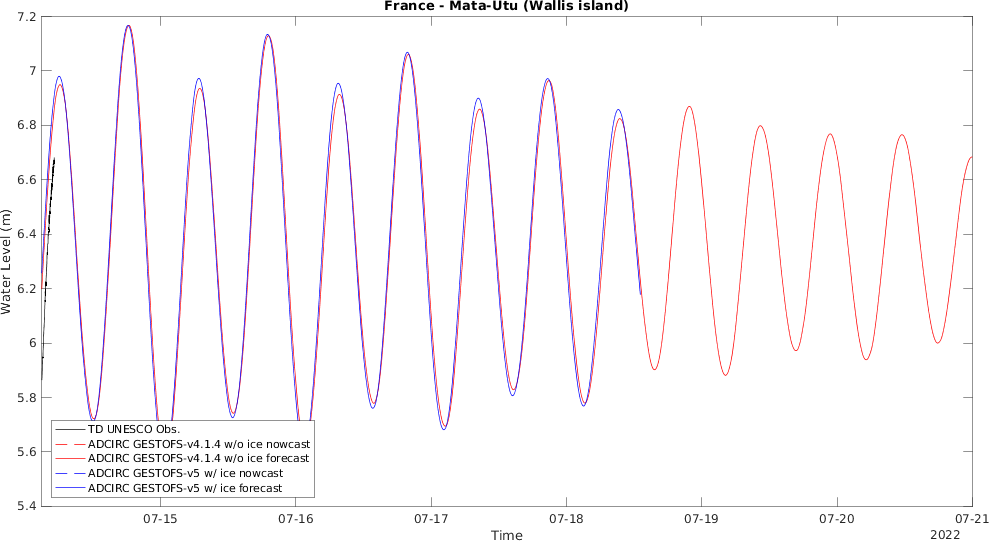 France - Mata-Utu (Wallis island)
7.2
7
6.8
6.6
6.4
6.2
6
5.8
5.6
5.4
Water Level (m)
TD UNESCO Obs.
ADCIRC GESTOFS-v4.1.4 w/o ice nowcast
ADCIRC GESTOFS-v4.1.4 w/o ice forecast
ADCIRC GESTOFS-v5 w/ ice nowcast
ADCIRC GESTOFS-v5 w/ ice forecast
07-15 07-16 07-17 07-18 07-19 07-20 07-21
Time
2022